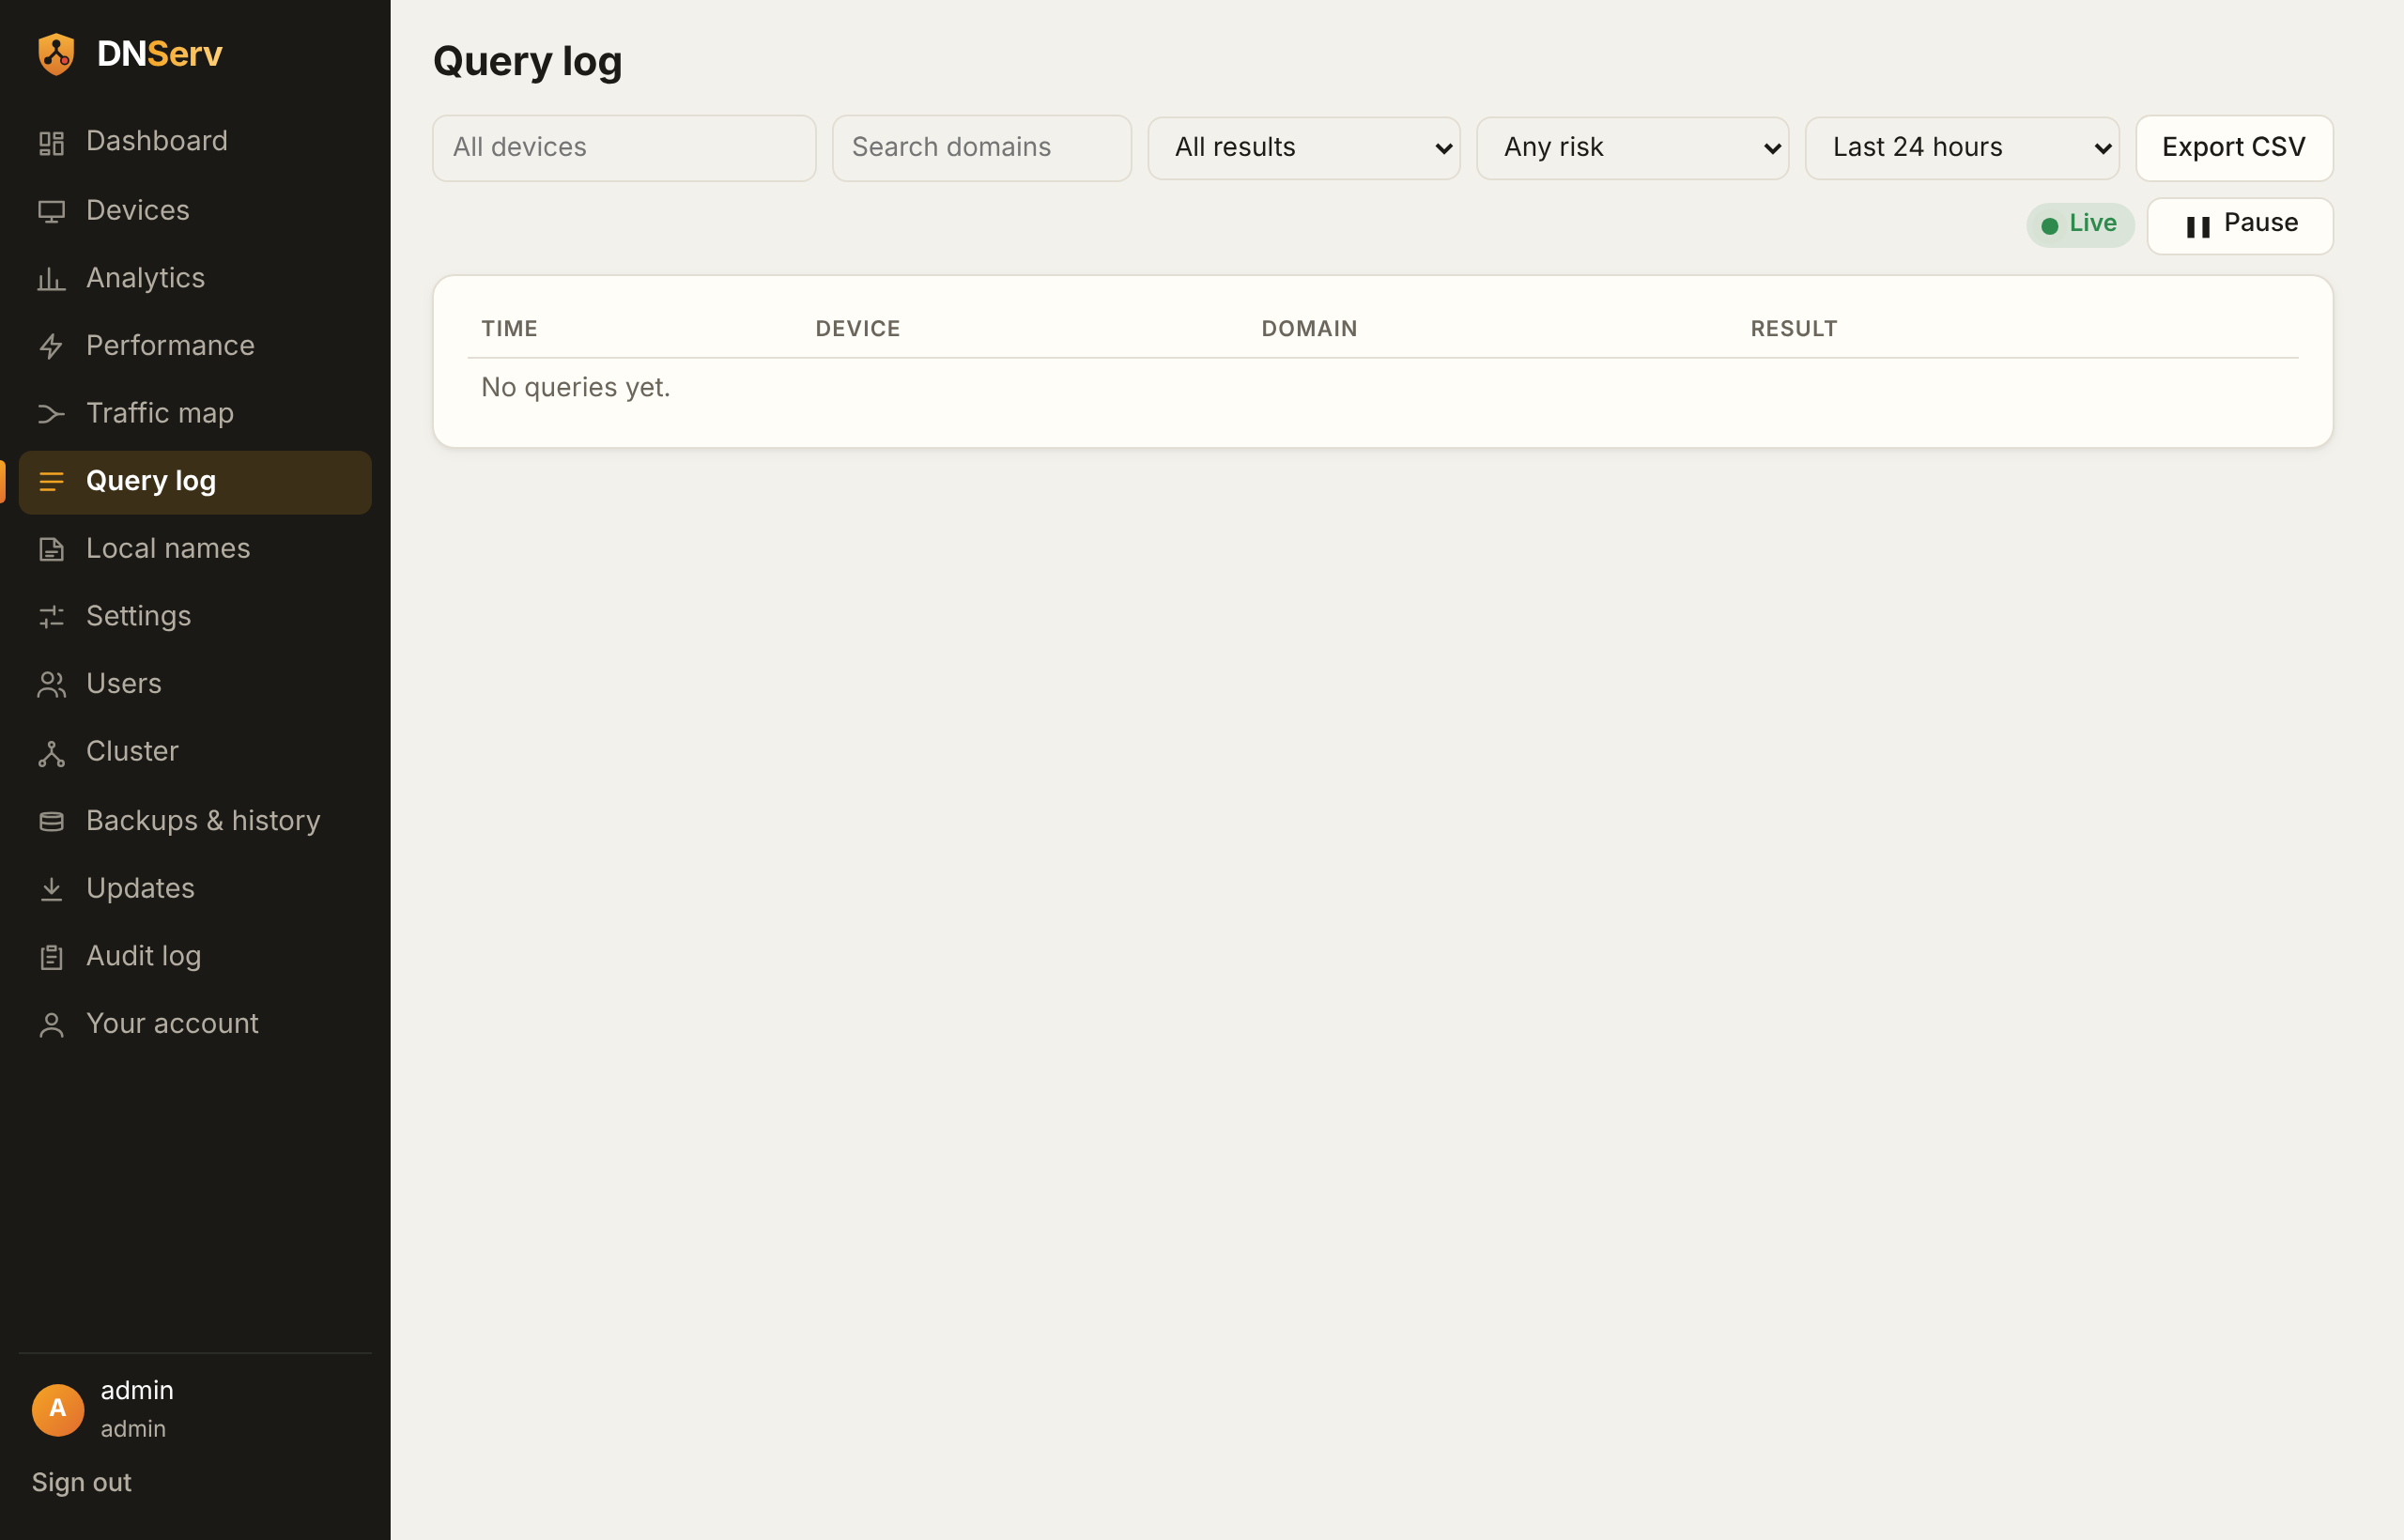 DNServ
Dashboard
Devices
Analytics
Performance
Traffic map
Query log
Local names
Settings
Users
Cluster
Backups & history
Updates
Audit log
Your account
A
admin
admin
Sign out
Query log
All devices
Search domains
All results
Any risk
Last 24 hours
Export CSV
Live
Pause
TIME DEVICE DOMAIN RESULT
No queries yet.